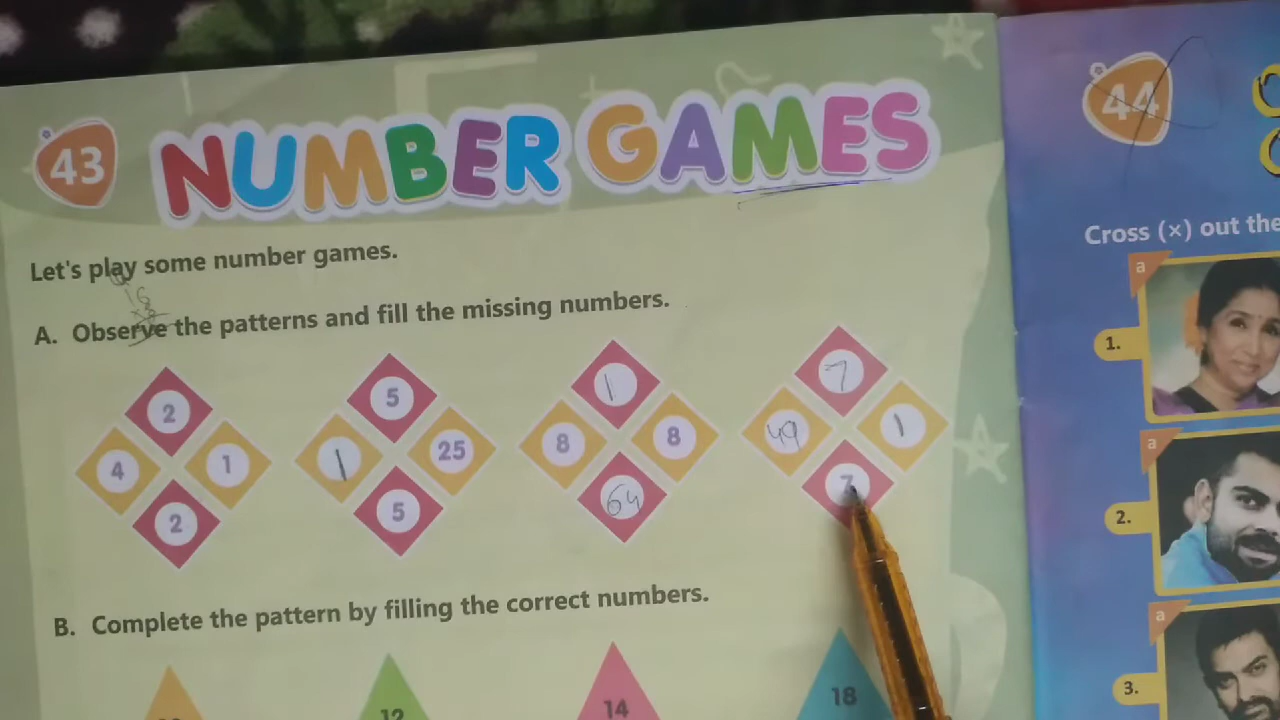 43
NUMBER GAMES
Let's play some number games.
A. Observe the patterns and fill the missing numbers.
2
4 1
2
5
1 25
5
1
8 8
64
7
49 1
7
B. Complete the pattern by filling the correct numbers.
12 14 18
44
Cross (×) out the
a
1.
a
2.
a
3.